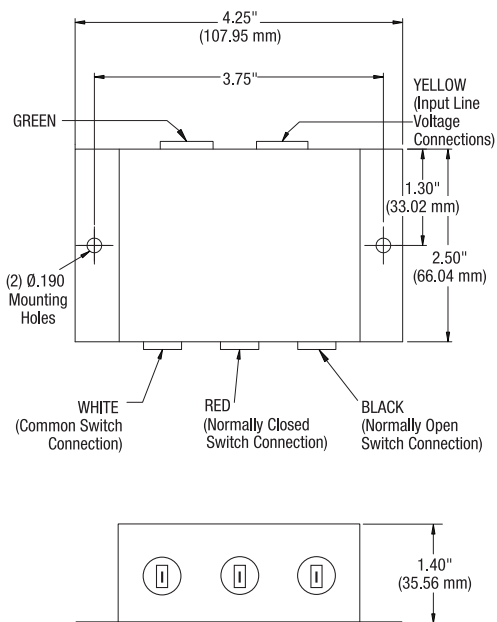 4.25"
(107.95 mm)
3.75"
GREEN
YELLOW
(Input Line
Voltage
Connections)
1.30"
(33.02 mm)
2.50"
(66.04 mm)
(2) Ø.190
Mounting
Holes
WHITE
(Common Switch
Connection)
RED
(Normally Closed
Switch Connection)
BLACK
(Normally Open
Switch Connection)
1.40"
(35.56 mm)